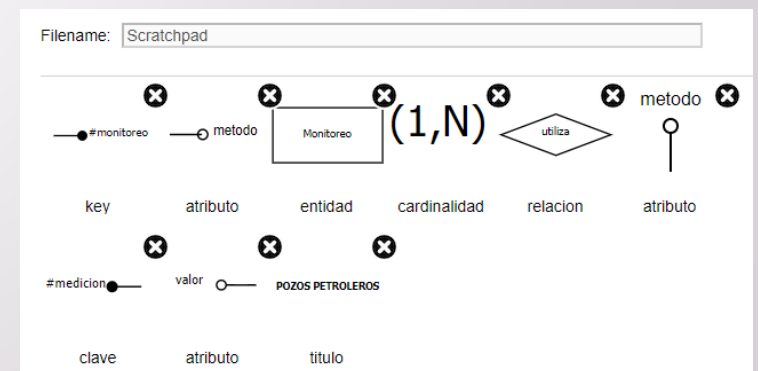 Filename: Scratchpad
#monitoreo metodo Monitoreo (1,N) utiliza metodo
key atributo entidad cardinalidad relacion atributo
#medicion valor POZOS PETROLEROS
clave atributo titulo